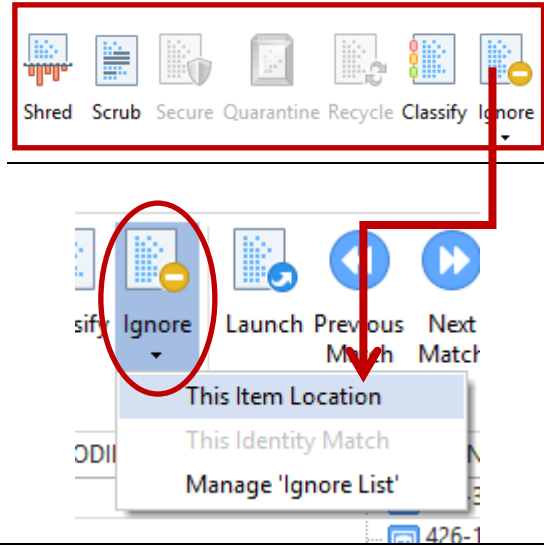 Shred Scrub Secure Quarantine Recycle Classify Ignore
sify Ignore Launch Previous Next
Match Match
This Item Location
ODII This Identity Match N
Manage 'Ignore List'
426-1